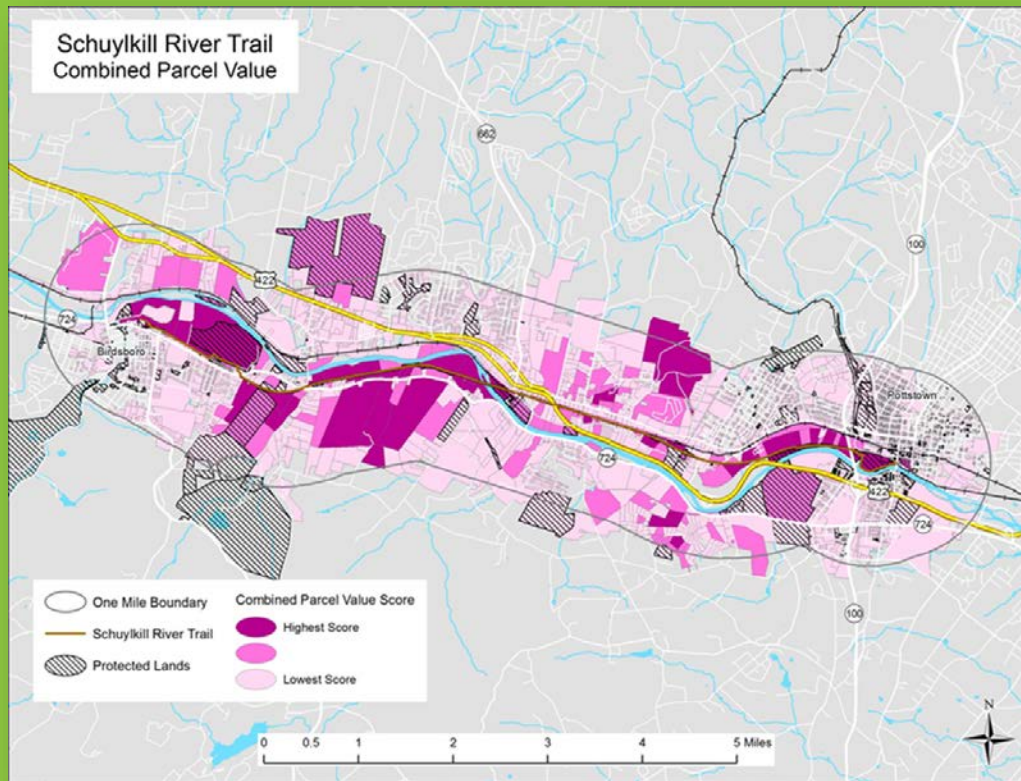 Schuylkill River Trail
Combined Parcel Value
662
100
422
724
Birdsboro
Pottstown
724
422
724
100
One Mile Boundary
Schuylkill River Trail
Protected Lands
Combined Parcel Value Score
Highest Score
Lowest Score
N
0 0.5 1 2 3 4 5 Miles